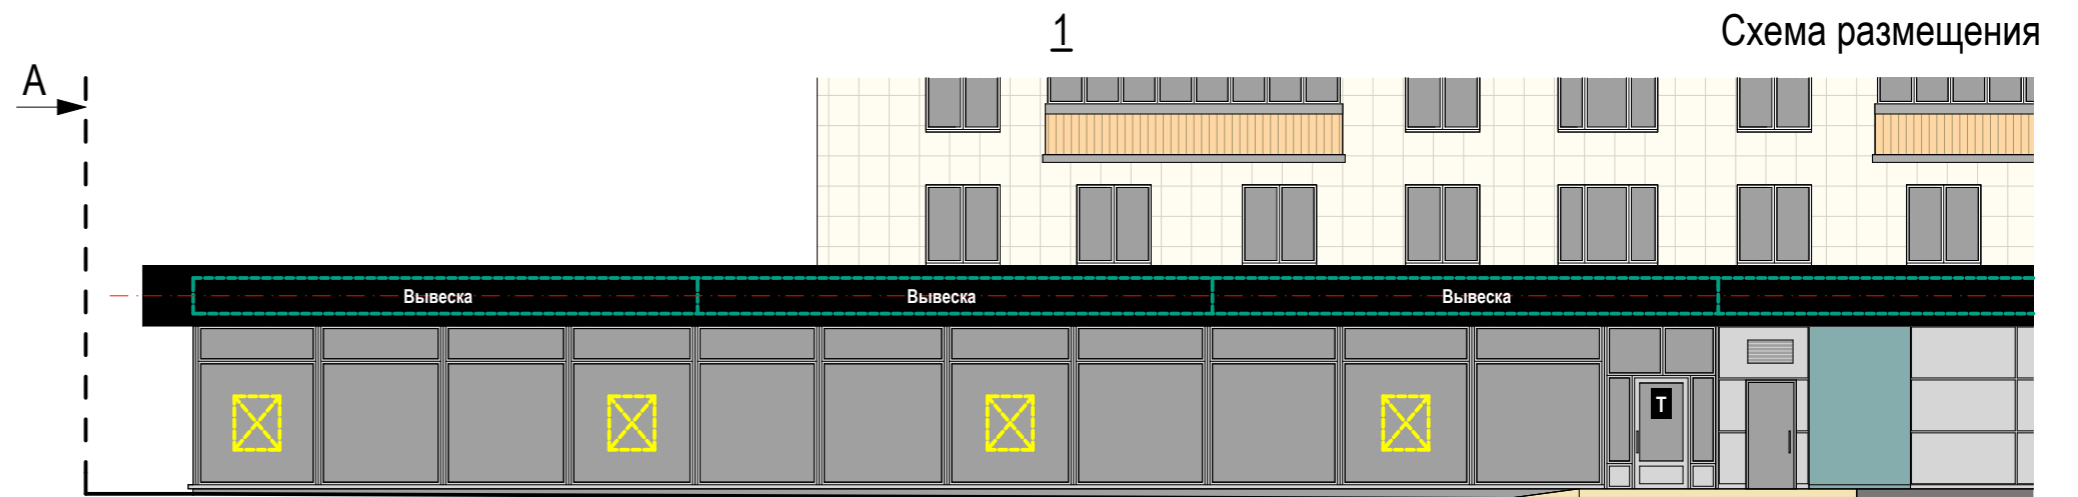 1
Схема размещения
А
Вывеска
Вывеска
Вывеска
Т